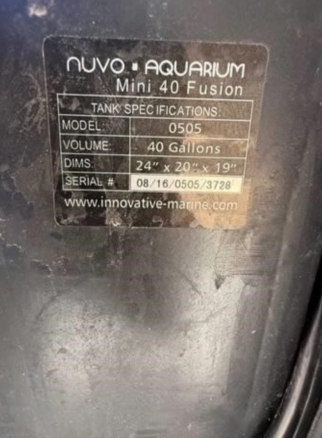 NUVO AQUARIUM
Mini 40 Fusion
TANK SPECIFICATIONS:
MODEL: 0505
VOLUME: 40 Gallons
DIMS: 24" x 20" x 19"
SERIAL # 08/16/0505/3728
www.innovative-marine.com